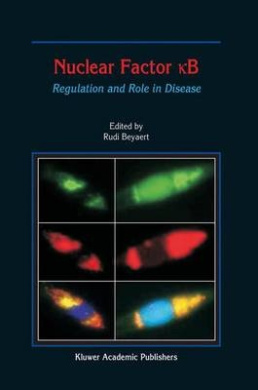 Nuclear Factor κB
Regulation and Role in Disease
Edited by
Rudi Beyaert
Kluwer Academic Publishers